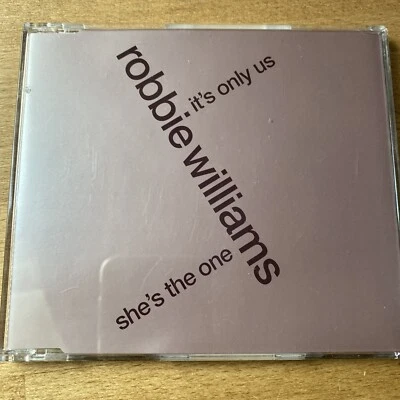 it's only us
robbie williams
she's the one